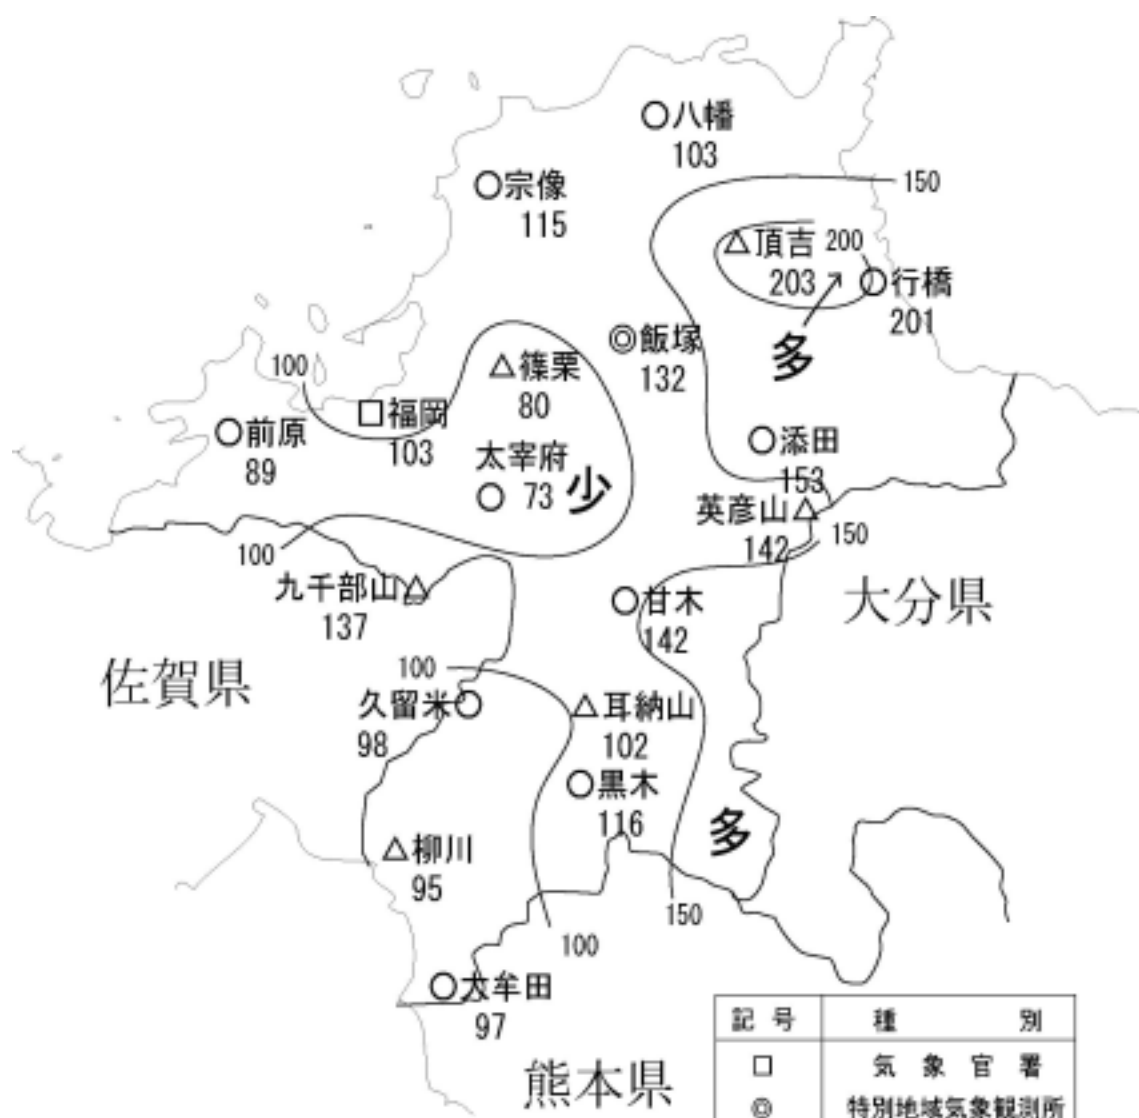 八幡
103
宗像
115
150
頂吉 200
203
行橋
201
多
飯塚
132
100
篠栗
80
福岡
103
前原
89
太宰府
73
少
添田
153
英彦山
142
150
100
九千部山
137
甘木
142
大分県
佐賀県
100
久留米
98
耳納山
102
黒木
116
多
柳川
95
150
100
大牟田
97
熊本県
記号 種別
□ 気象官署
◎ 特別地域気象観測所